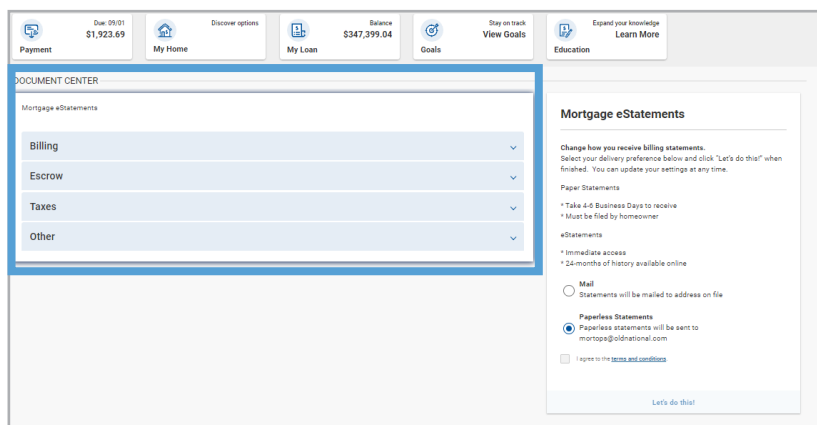 Due: 09/01
$1,923.69
Payment
Discover options
My Home
Balance
$347,399.04
My Loan
Stay on track
View Goals
Goals
Expand your knowledge
Learn More
Education
DOCUMENT CENTER
Mortgage eStatements
Billing
Escrow
Taxes
Other
Mortgage eStatements
Change how you receive billing statements.
Select your delivery preference below and click "Let's do this!" when
finished. You can update your settings at any time.
Paper Statements
* Take 4-6 Business Days to receive
* Must be filed by homeowner
eStatements
* Immediate access
* 24-months of history available online
Mail
Statements will be mailed to address on file
Paperless Statements
Paperless statements will be sent to
mortops@oldnational.com
I agree to the terms and conditions
Let's do this!